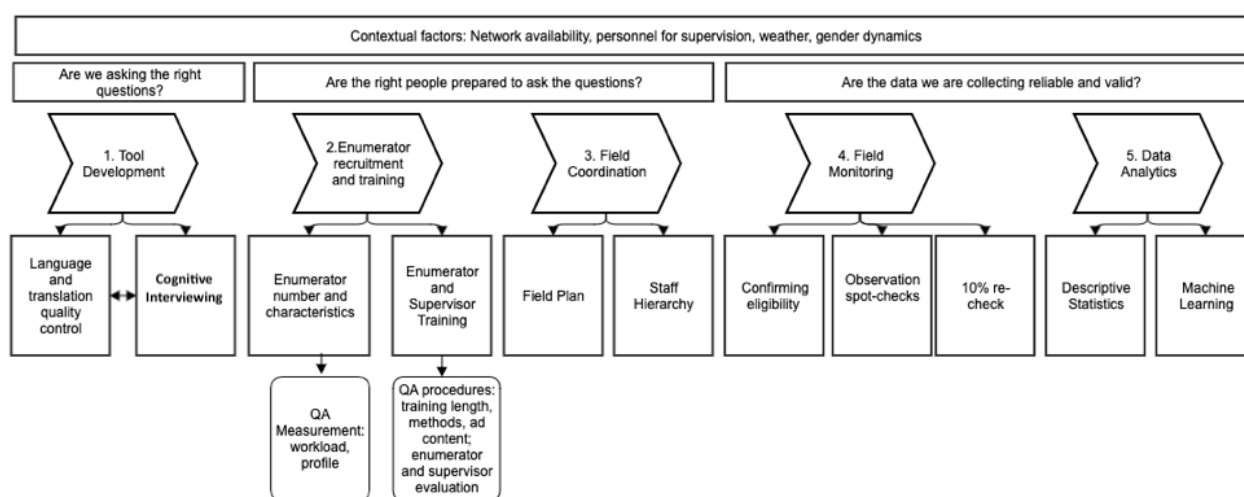 Contextual factors: Network availability, personnel for supervision, weather, gender dynamics
Are we asking the right
questions?
Are the right people prepared to ask the questions?
Are the data we are collecting reliable and valid?
1. Tool
Development
2.Enumerator
recruitment
and training
3. Field
Coordination
4. Field
Monitoring
5. Data
Analytics
Language
and
translation
quality
control
Cognitive
Interviewing
Enumerator
number and
characteristics
Enumerator
and
Supervisor
Training
Field Plan
Staff
Hierarchy
Confirming
eligibility
Observation
spot-checks
10% re-
check
Descriptive
Statistics
Machine
Learning
QA
Measurement:
workload,
profile
QA procedures:
training length,
methods, ad
content;
enumerator
and supervisor
evaluation